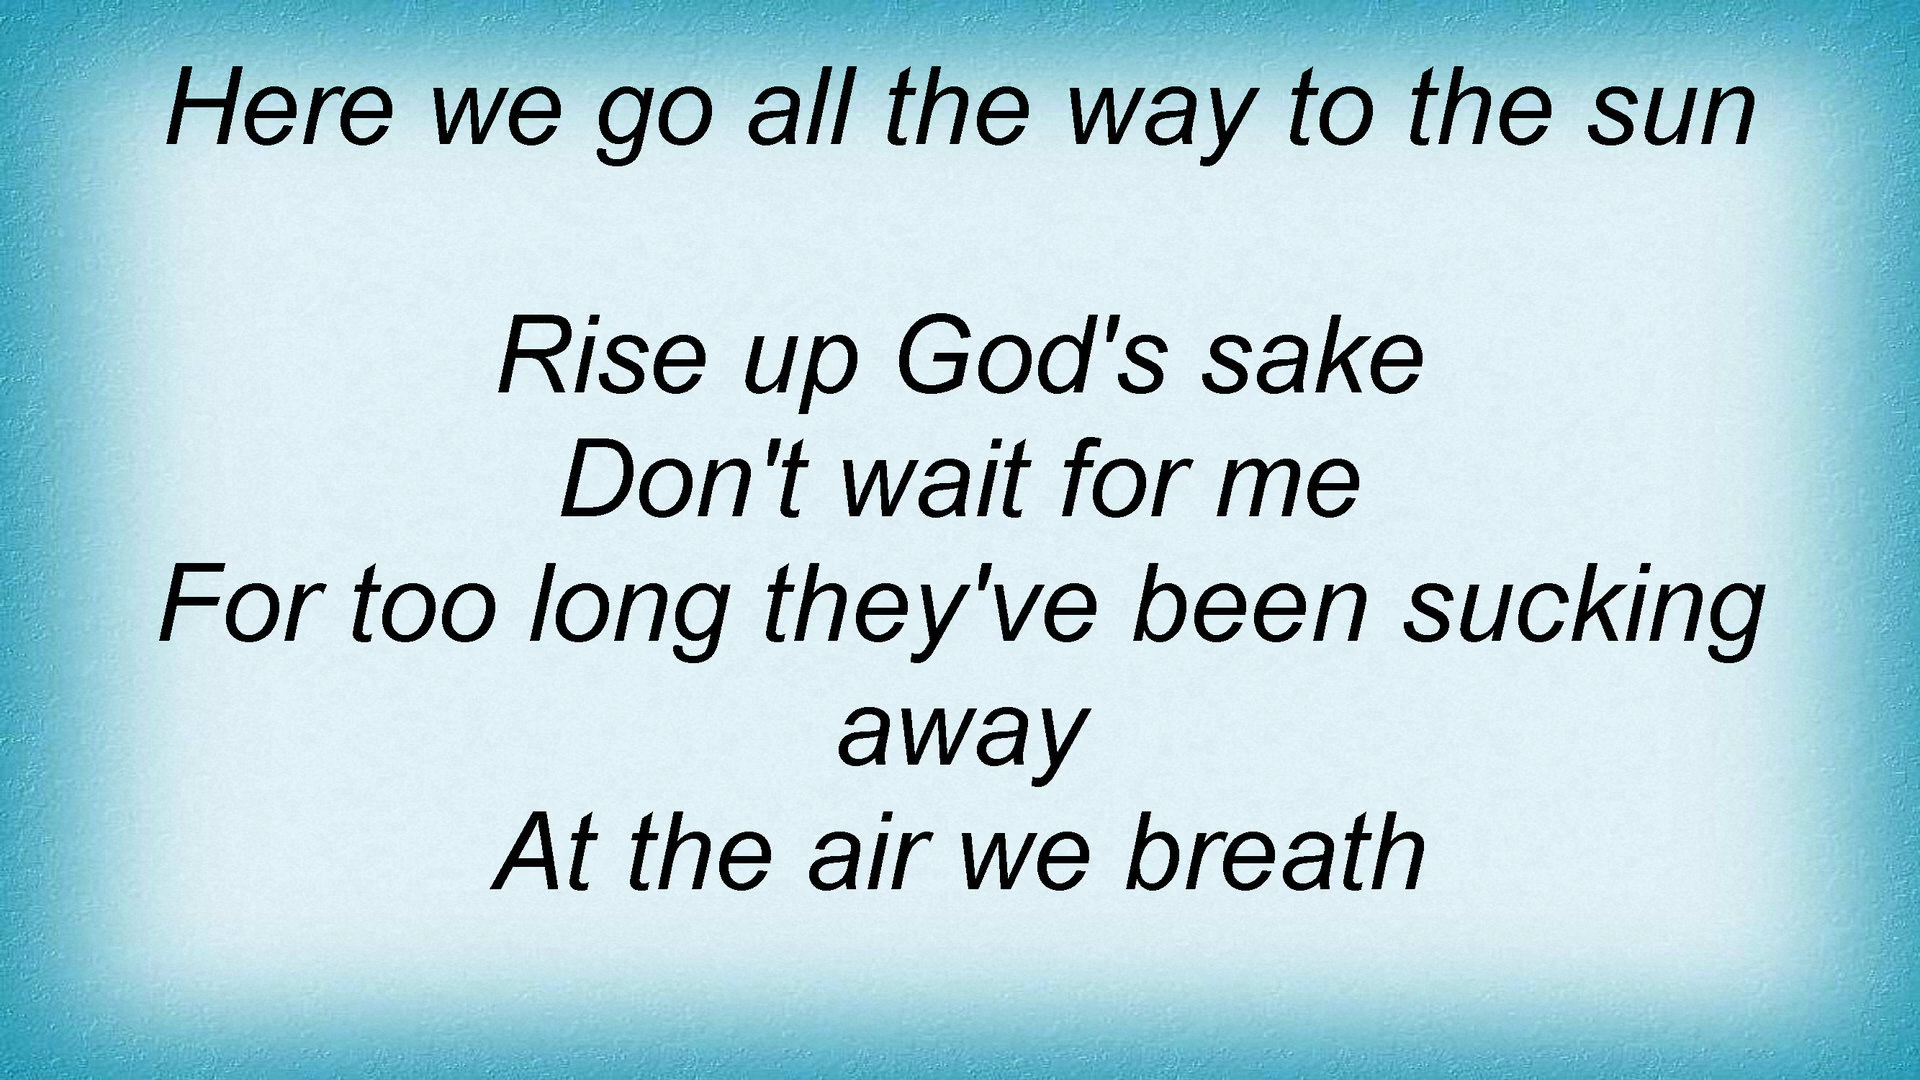 Here we go all the way to the sun
Rise up God's sake
Don't wait for me
For too long they've been sucking
away
At the air we breath